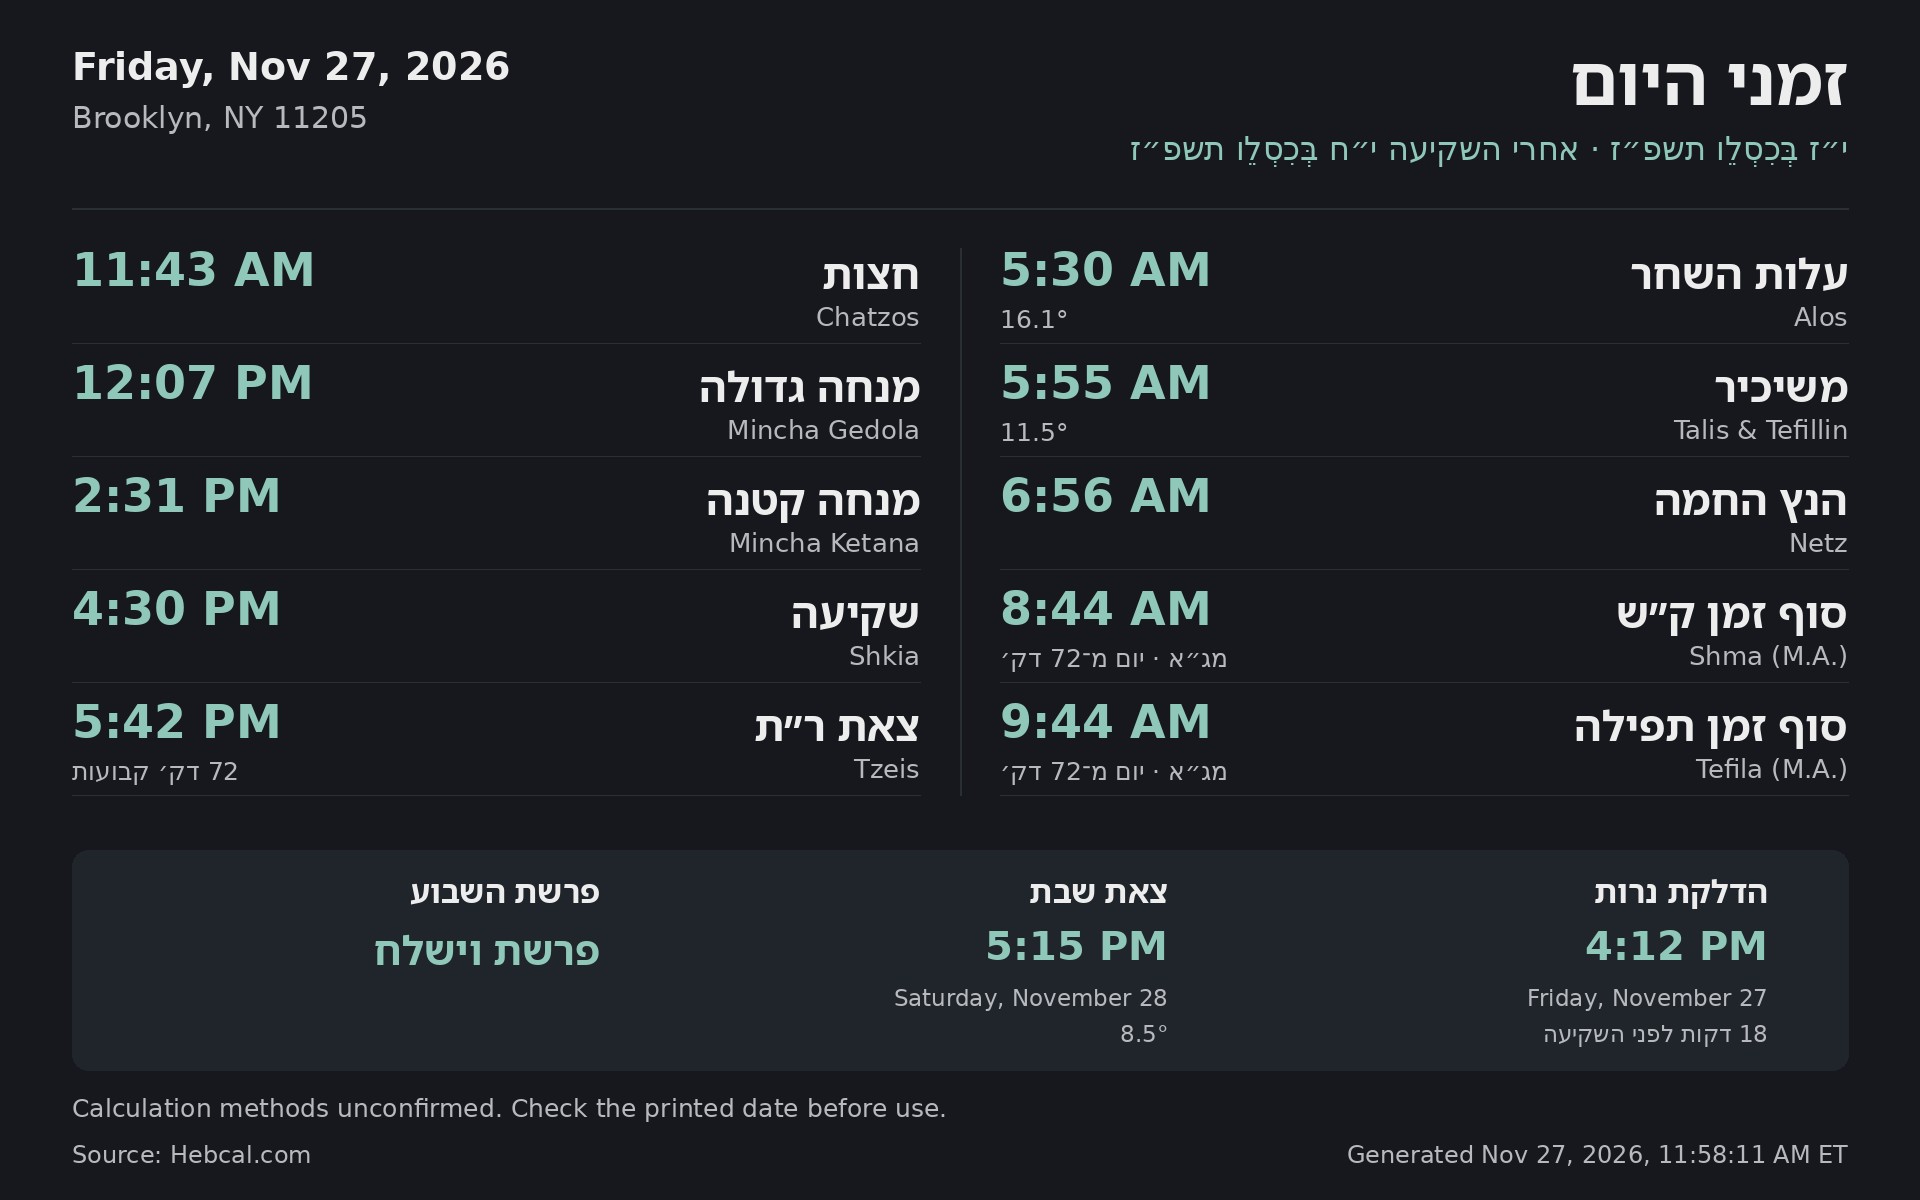 Friday, Nov 27, 2026
Brooklyn, NY 11205
זמני היום
י״ז בְּכִסְלֵו תשפ״ז · אחרי השקיעה י״ח בְּכִסְלֵו תשפ״ז
עלות השחר
Alos
5:30 AM
16.1°
משיכיר
Talis & Tefillin
5:55 AM
11.5°
הנץ החמה
Netz
6:56 AM
סוף זמן ק״ש
Shma (M.A.)
8:44 AM
מג״א · יום מ־72 דק׳
סוף זמן תפילה
Tefila (M.A.)
9:44 AM
מג״א · יום מ־72 דק׳
חצות
Chatzos
11:43 AM
מנחה גדולה
Mincha Gedola
12:07 PM
מנחה קטנה
Mincha Ketana
2:31 PM
שקיעה
Shkia
4:30 PM
צאת ר״ת
Tzeis
5:42 PM
72 דק׳ קבועות
הדלקת נרות
4:12 PM
Friday, November 27
18 דקות לפני השקיעה
צאת שבת
5:15 PM
Saturday, November 28
8.5°
פרשת השבוע
פרשת וישלח
Calculation methods unconfirmed. Check the printed date before use.
Source: Hebcal.com
Generated Nov 27, 2026, 11:58:11 AM ET